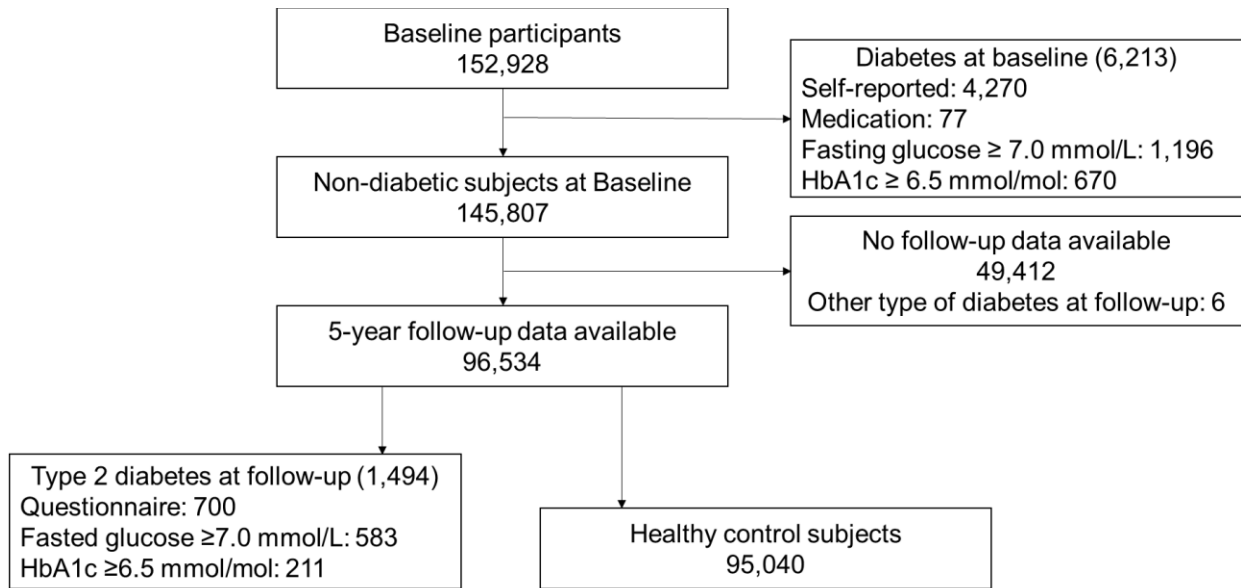 Baseline participants
152,928
Diabetes at baseline (6,213)
Self-reported: 4,270
Medication: 77
Fasting glucose ≥ 7.0 mmol/L: 1,196
HbA1c ≥ 6.5 mmol/mol: 670
Non-diabetic subjects at Baseline
145,807
No follow-up data available
49,412
Other type of diabetes at follow-up: 6
5-year follow-up data available
96,534
Type 2 diabetes at follow-up (1,494)
Questionnaire: 700
Fasted glucose ≥7.0 mmol/L: 583
HbA1c ≥6.5 mmol/mol: 211
Healthy control subjects
95,040